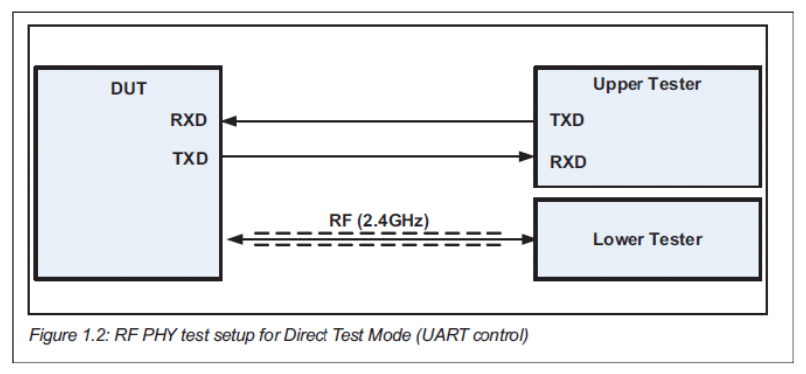 DUT
Upper Tester
RXD
TXD
TXD
RXD
RF (2.4GHz)
Lower Tester
Figure 1.2: RF PHY test setup for Direct Test Mode (UART control)